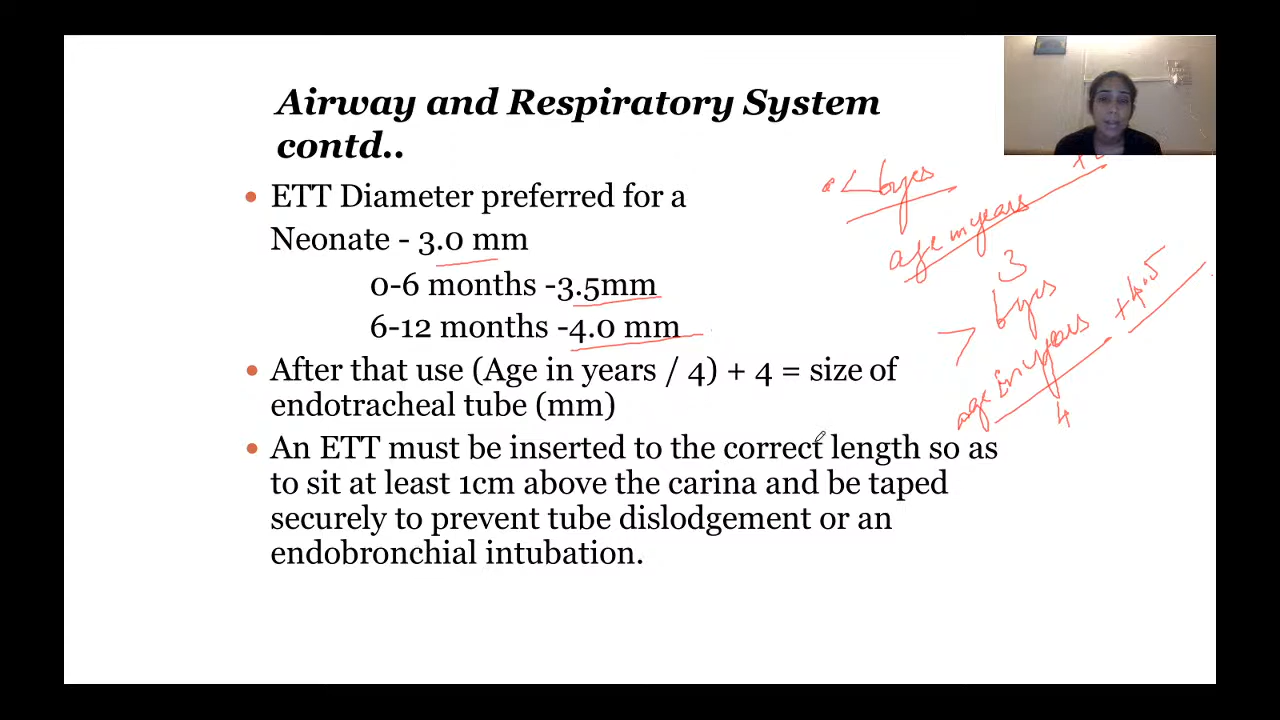 Airway and Respiratory System
contd..
• ETT Diameter preferred for a
Neonate - 3.0 mm
0-6 months -3.5mm
6-12 months -4.0 mm
• After that use (Age in years / 4) + 4 = size of
endotracheal tube (mm)
• An ETT must be inserted to the correct length so as
to sit at least 1cm above the carina and be taped
securely to prevent tube dislodgement or an
endobronchial intubation.
< 6yrs
age in years
3
> 6yrs
age in years + 4.5
4